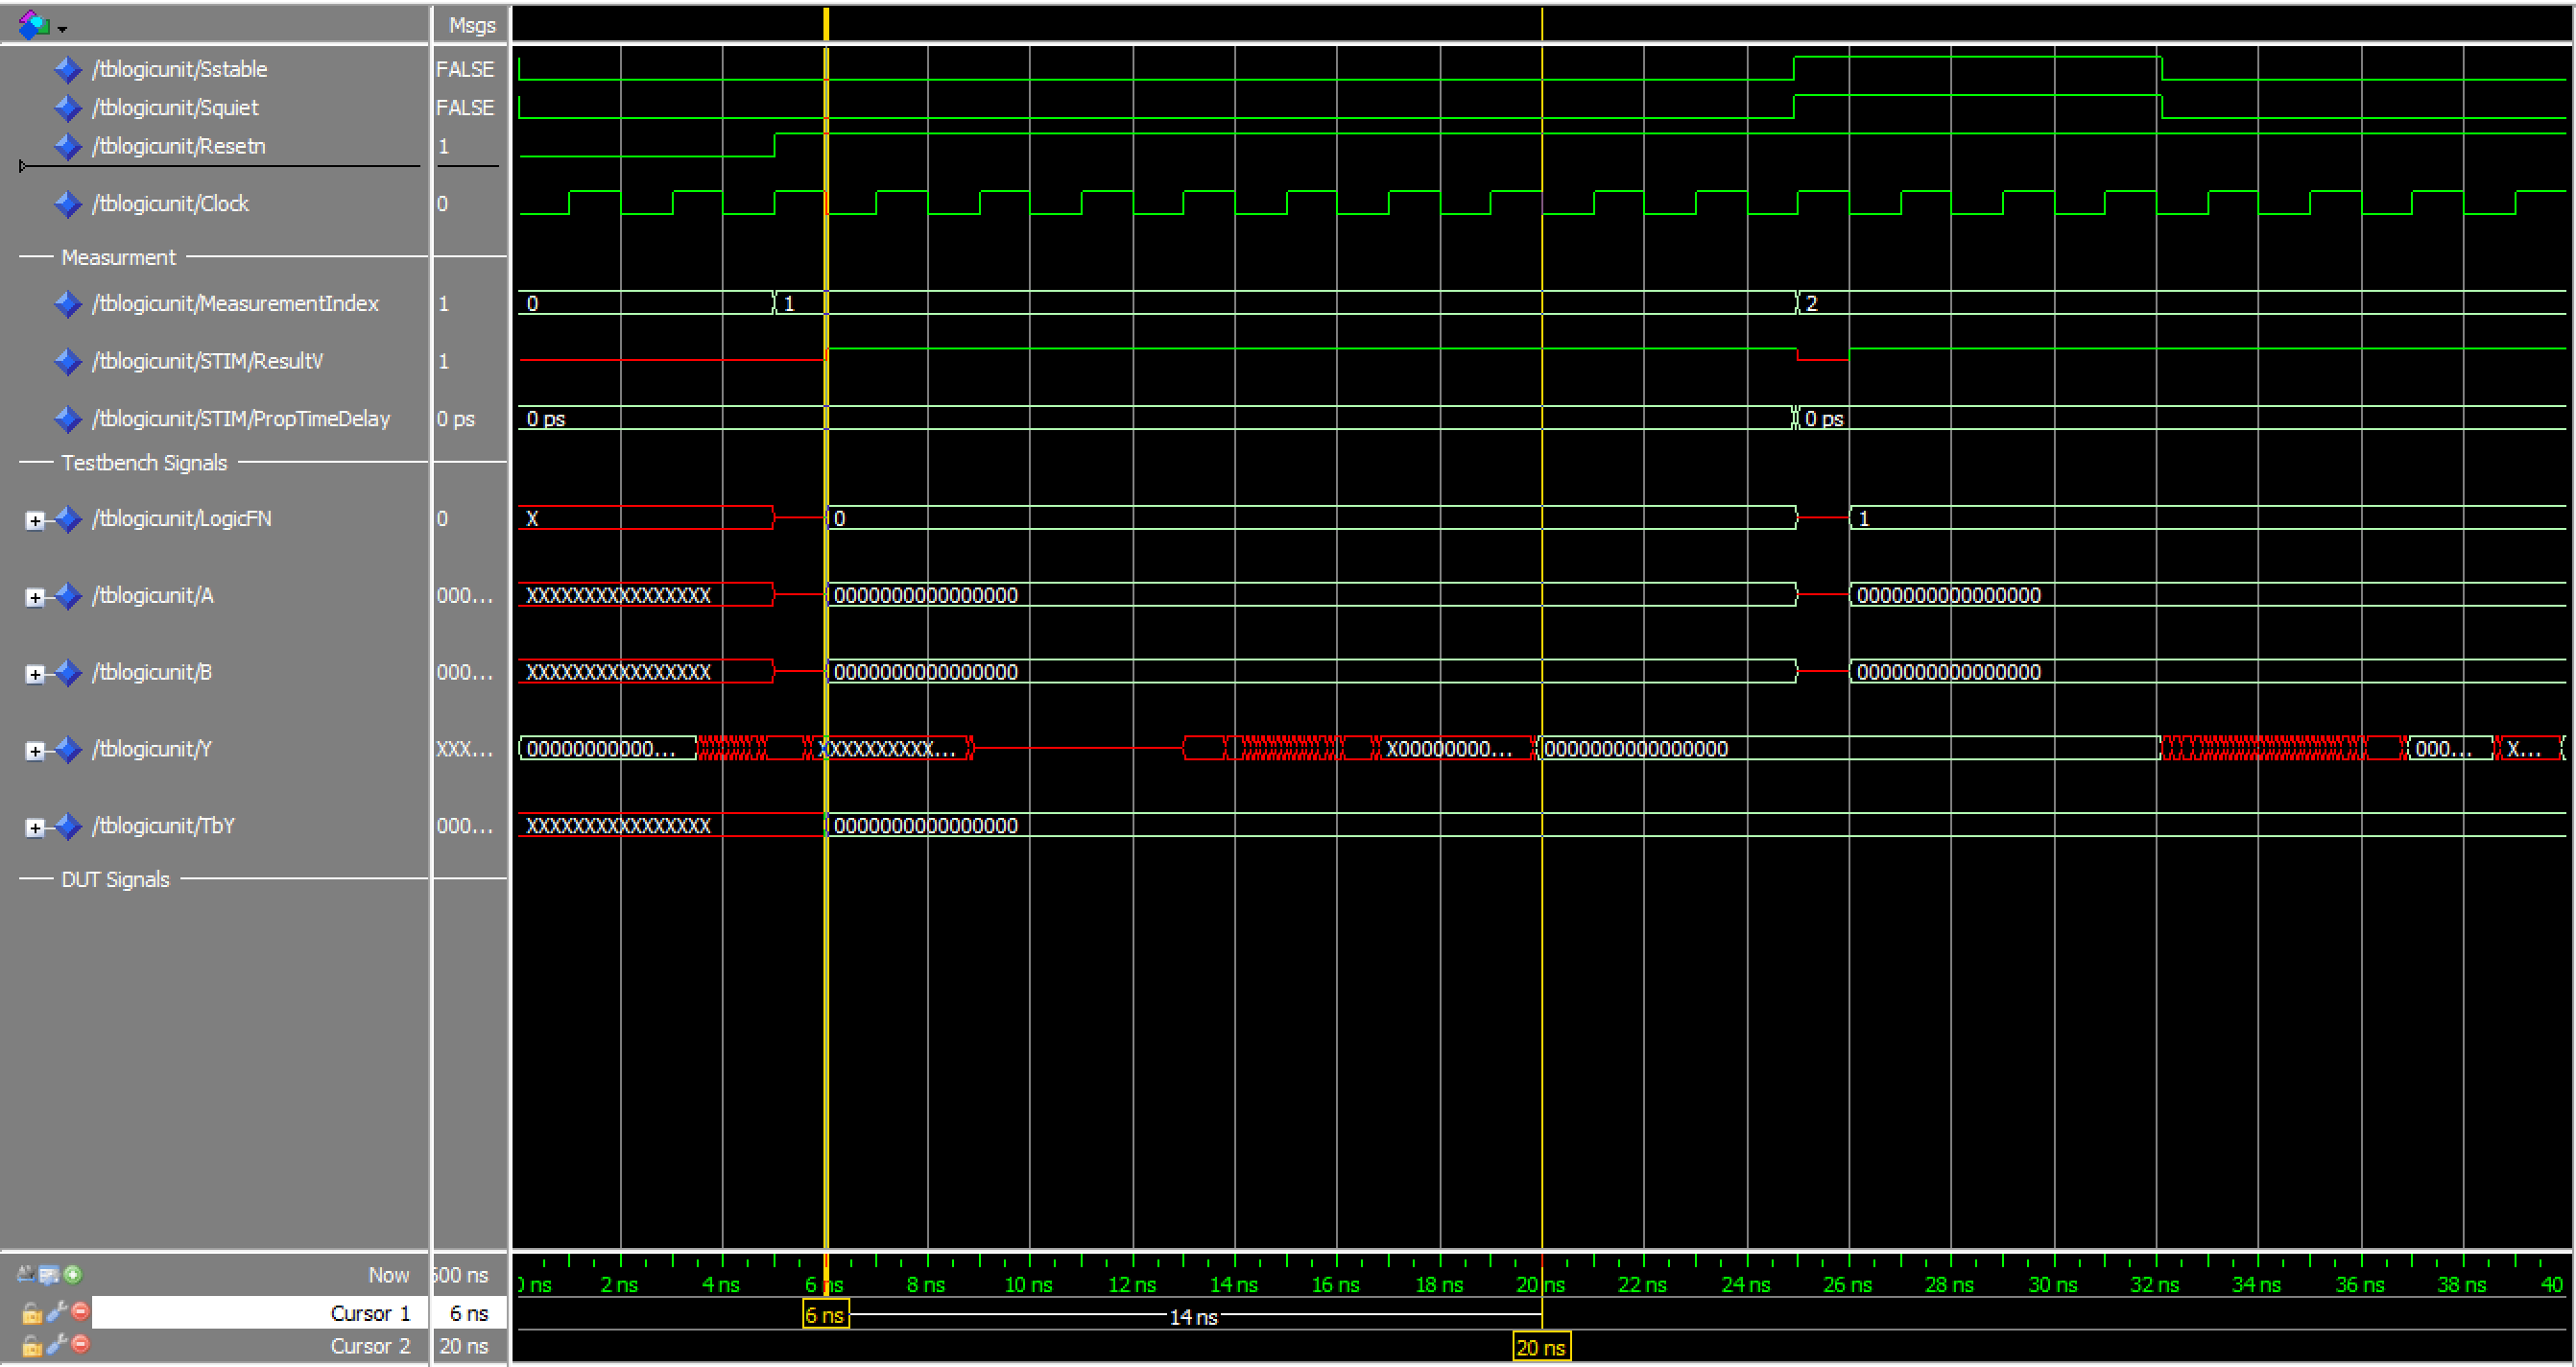 Msgs
/tblogicunit/Sstable FALSE
/tblogicunit/Squiet FALSE
/tblogicunit/Resetn 1
/tblogicunit/Clock 0
Measurment
/tblogicunit/MeasurementIndex 1 0 1 2
/tblogicunit/STIM/ResultV 1
/tblogicunit/STIM/PropTimeDelay 0 ps 0 ps 0 ps
Testbench Signals
/tblogicunit/LogicFN 0 X 0 1
/tblogicunit/A 000... XXXXXXXXXXXXXXXX 0000000000000000 0000000000000000
/tblogicunit/B 000... XXXXXXXXXXXXXXXX 0000000000000000 0000000000000000
/tblogicunit/Y XXX... 00000000000... XXXXXXXXXX... X00000000... 0000000000000000 000... X...
/tblogicunit/TbY 000... XXXXXXXXXXXXXXXX 0000000000000000
DUT Signals
Now 500 ns 0 ns 2 ns 4 ns 6 ns 8 ns 10 ns 12 ns 14 ns 16 ns 18 ns 20 ns 22 ns 24 ns 26 ns 28 ns 30 ns 32 ns 34 ns 36 ns 38 ns 40
Cursor 1 6 ns 6 ns 14 ns
Cursor 2 20 ns 20 ns